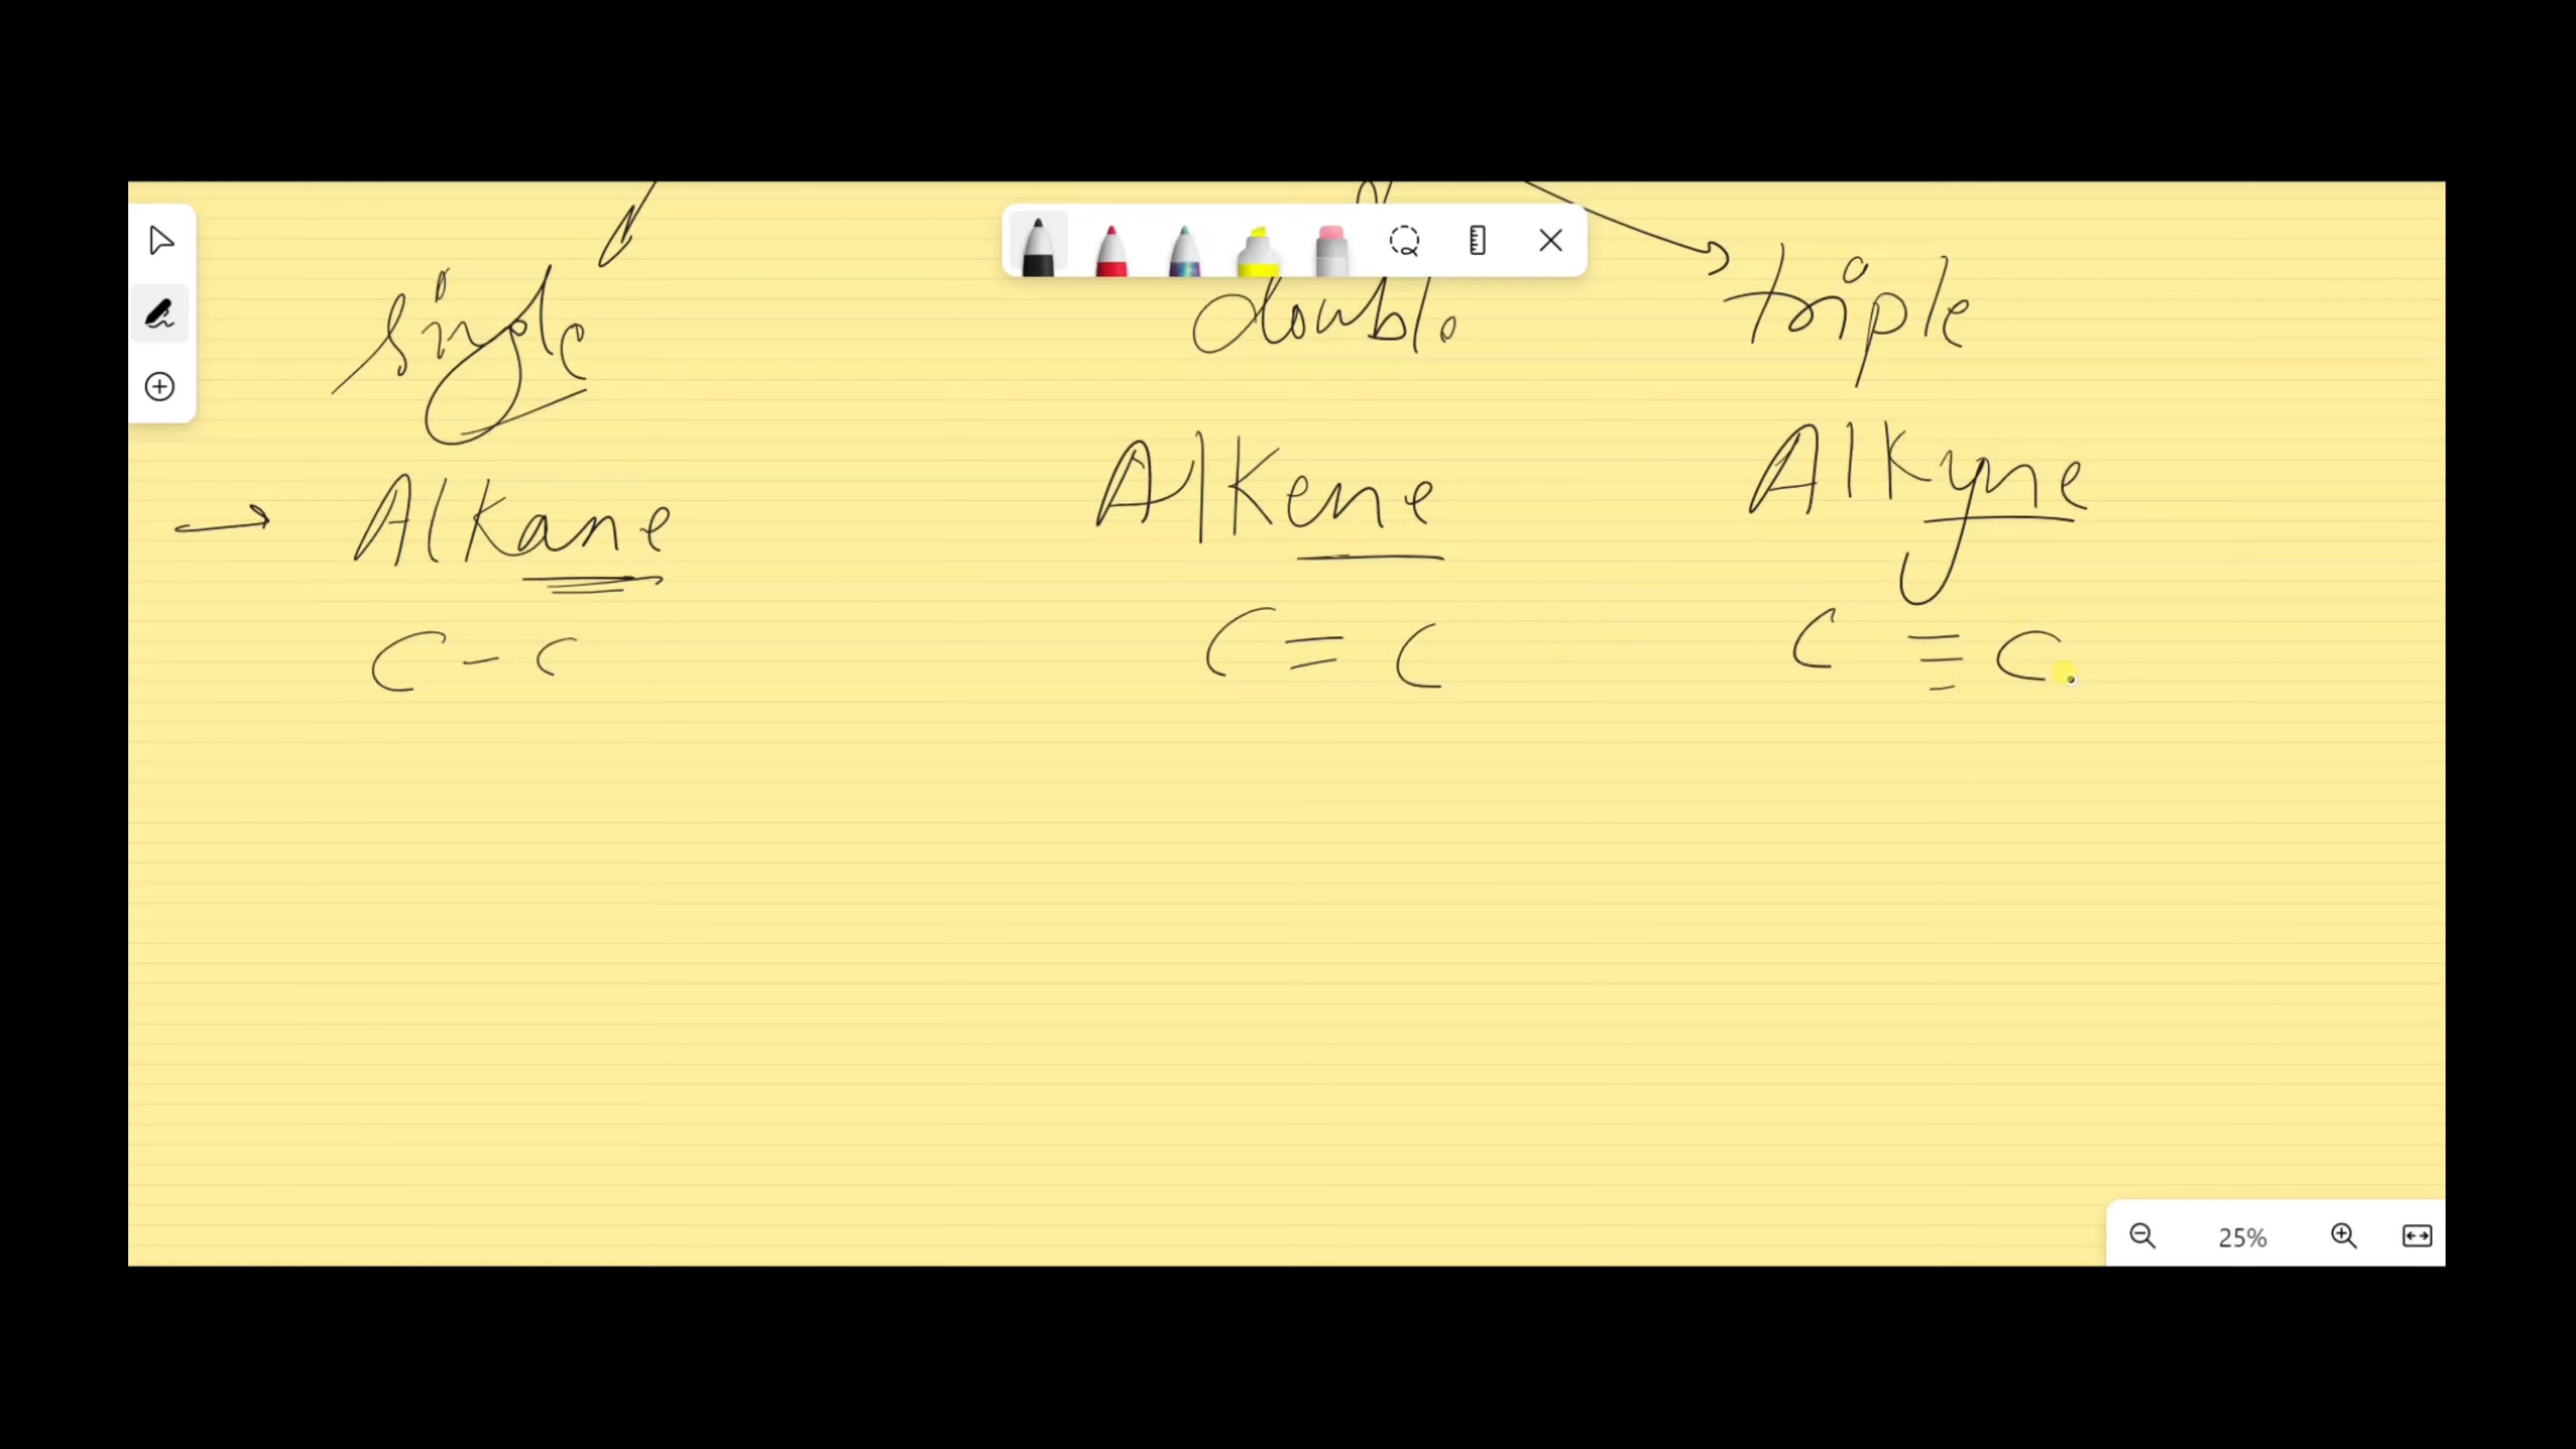 single double triple
Alkane Alkene Alkyne
C - C C = C C ≡ C
25%